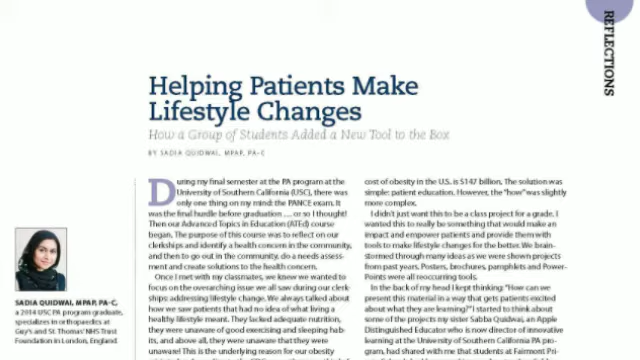 REFLECTIONS
Helping Patients Make
Lifestyle Changes
How a Group of Students Added a New Tool to the Box
BY SADIA QUIDWAI, MPAP, PA-C
During my final semester at the PA program at the
University of Southern California (USC), there was
only one thing on my mind: the PANCE exam. It
was the final hurdle before graduation .... or so I thought!
Then our Advanced Topics in Education (ATEd) course
began. The purpose of this course was to reflect on our
clerkships and identify a health concern in the community,
and then to go out in the community, do a needs assess-
ment and create solutions to the health concern.
Once I met with my classmates, we knew we wanted to
focus on the overarching issue we all saw during our clerk-
ships: addressing lifestyle change. We always talked about
how we saw patients that had no idea of what living a
healthy lifestyle meant. They lacked adequate nutrition,
they were unaware of good exercising and sleeping hab-
its, and above all, they were unaware that they were
unaware! This is the underlying reason for our obesity
cost of obesity in the U.S. is $147 billion. The solution was
simple: patient education. However, the "how" was slightly
more complex.
I didn't just want this to be a class project for a grade. I
wanted this to really be something that would make an
impact and empower patients and provide them with
tools to make lifestyle changes for the better. We brain-
stormed through many ideas as we were shown projects
from past years. Posters, brochures, pamphlets and Power-
Points were all reoccurring tools.
In the back of my head I kept thinking: "How can we
present this material in a way that gets patients excited
about what they are learning?" I started to think about
some of the projects my sister Sabba Quidwai, an Apple
Distinguished Educator who is now director of innovative
learning at the University of Southern California PA pro-
gram, had shared with me that students at Fairmont Pri-
SADIA QUIDWAI, MPAP, PA-C,
a 2014 USC PA program graduate,
specializes in orthopaedics at
Guy's and St. Thomas' NHS Trust
Foundation in London, England.